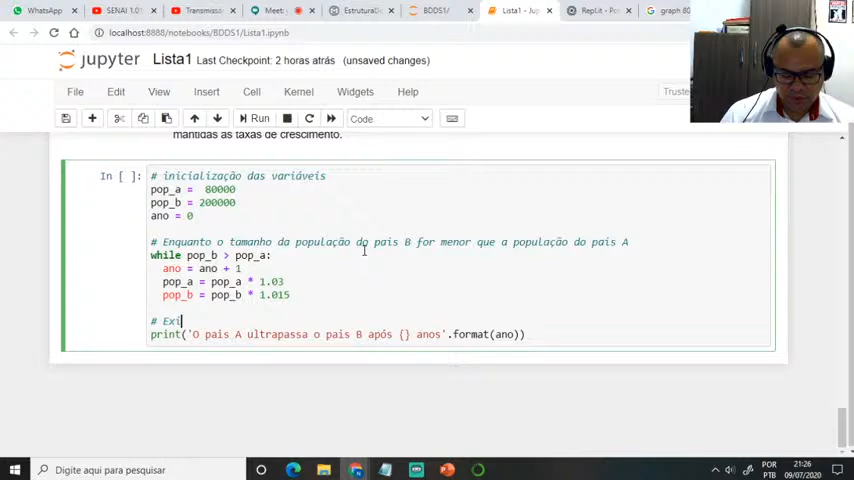 WhatsApp
SENAI 1.01
Transmiss
Meet:
EstruturaD
BDDS1/
Lista1 - Jup
Repl.it - Po
graph 80
localhost:8888/notebooks/BDDS1/Lista1.ipynb
jupyter Lista1 Last Checkpoint: 2 horas atrás (unsaved changes)
File Edit View Insert Cell Kernel Widgets Help
Truste
Run Code
mantidas as taxas de crescimento.
In [ ]:
# inicialização das variáveis
pop_a = 80000
pop_b = 200000
ano = 0
# Enquanto o tamanho da população do pais B for menor que a população do pais A
while pop_b > pop_a:
ano = ano + 1
pop_a = pop_a * 1.03
pop_b = pop_b * 1.015
# Exi
print('O pais A ultrapassa o pais B após {} anos'.format(ano))
Digite aqui para pesquisar
POR
PTB
21:26
09/07/2020